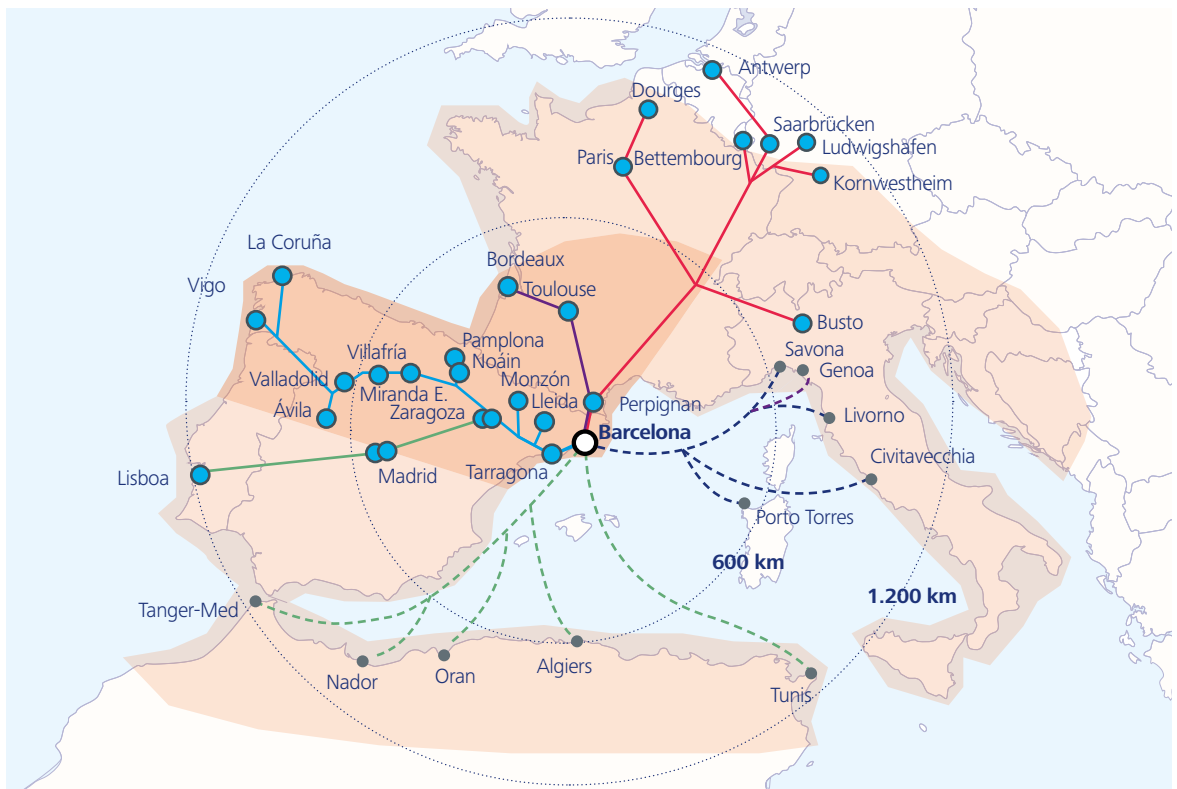 Antwerp
Dourges
Saarbrücken
Ludwigshafen
Paris
Bettembourg
Kornwestheim
La Coruña
Bordeaux
Vigo
Toulouse
Busto
Pamplona
Villafría
Savona
Noáin
Genoa
Valladolid
Monzón
Miranda E.
Lleida
Ávila
Zaragoza
Perpignan
Livorno
Barcelona
Civitavecchia
Lisboa
Madrid
Tarragona
Porto Torres
600 km
1.200 km
Tanger-Med
Algiers
Oran
Nador
Tunis